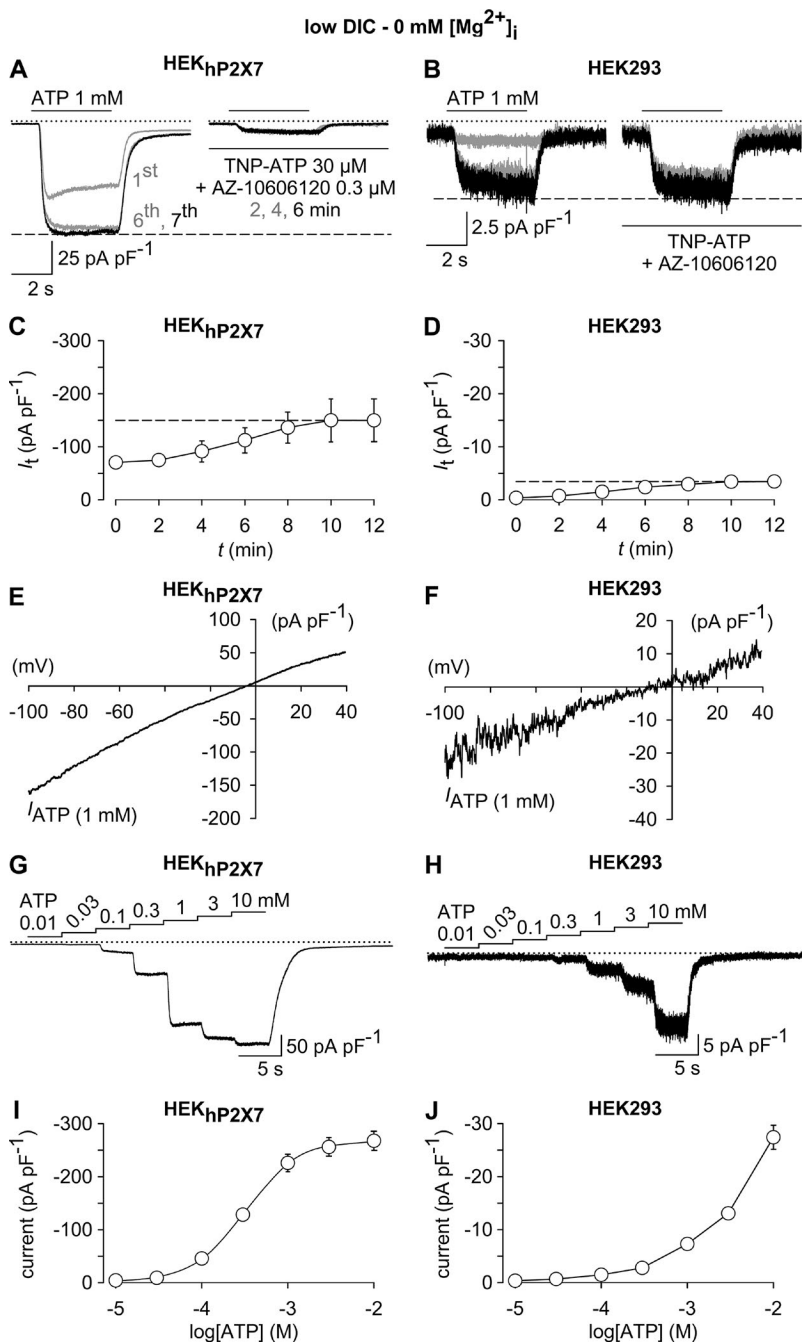 low DIC - 0 mM [Mg2+]i
A
HEKhP2X7
ATP 1 mM
1st
6th, 7th
TNP-ATP 30 μM
+ AZ-10606120 0.3 μM
2, 4, 6 min
25 pA pF-1
2 s
B
HEK293
ATP 1 mM
2.5 pA pF-1
2 s
TNP-ATP
+ AZ-10606120
C
HEKhP2X7
-300
-200
-100
0
It (pA pF-1)
0 2 4 6 8 10 12
t (min)
D
HEK293
-30
-20
-10
0
It (pA pF-1)
0 2 4 6 8 10 12
t (min)
E
HEKhP2X7
100
(pA pF-1)
50
(mV)
-100 -80 -60 20 40
-50
-100
-150
-200
IATP (1 mM)
F
HEK293
20
(pA pF-1)
10
(mV)
-100 20 40
-10
-20
-30
-40
IATP (1 mM)
G
HEKhP2X7
ATP
0.01 0.03 0.1 0.3 1 3 10 mM
50 pA pF-1
5 s
H
HEK293
ATP
0.01 0.03 0.1 0.3 1 3 10 mM
5 pA pF-1
5 s
I
HEKhP2X7
-300
-200
-100
0
current (pA pF-1)
-5 -4 -3 -2
log[ATP] (M)
J
HEK293
-30
-20
-10
0
current (pA pF-1)
-5 -4 -3 -2
log[ATP] (M)